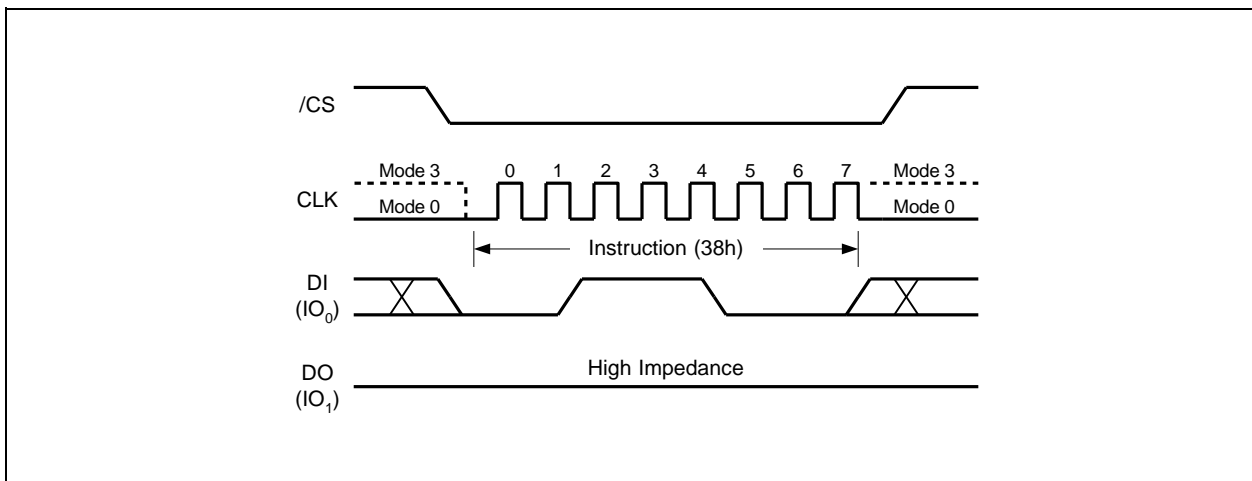 /CS
Mode 3 0 1 2 3 4 5 6 7 Mode 3
CLK
Mode 0 Mode 0
Instruction (38h)
DI
(IO₀)
High Impedance
DO
(IO₁)